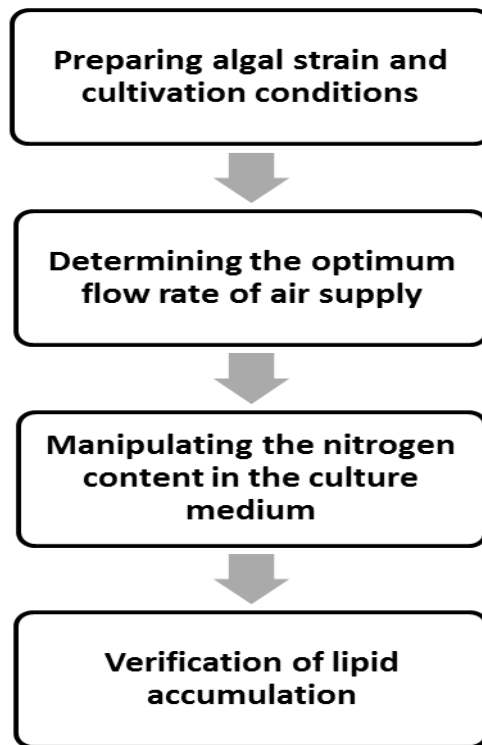 Preparing algal strain and
cultivation conditions
Determining the optimum
flow rate of air supply
Manipulating the nitrogen
content in the culture
medium
Verification of lipid
accumulation